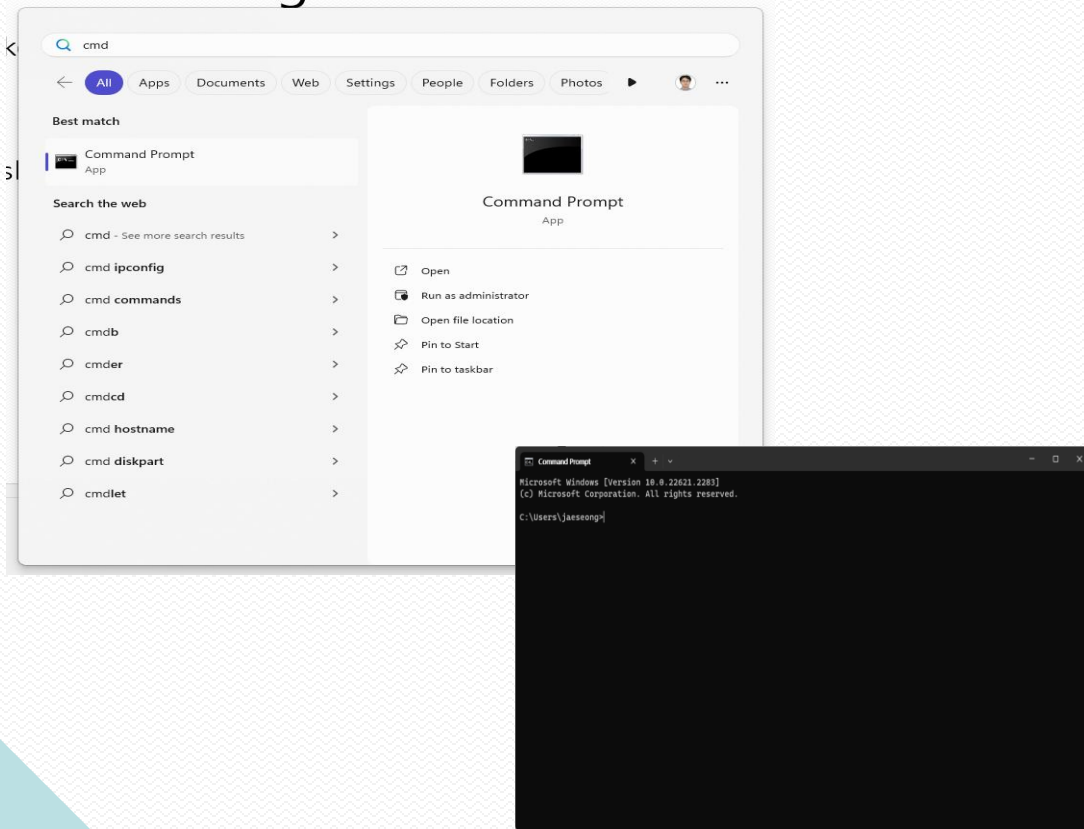 cmd
All Apps Documents Web Settings People Folders Photos
Best match
Command Prompt
App
Search the web
cmd - See more search results
cmd ipconfig
cmd commands
cmdb
cmder
cmdcd
cmd hostname
cmd diskpart
cmdlet
Command Prompt
App
Open
Run as administrator
Open file location
Pin to Start
Pin to taskbar
Command Prompt
Microsoft Windows [Version 10.0.22621.2283]
(c) Microsoft Corporation. All rights reserved.
C:\Users\jaeseong>